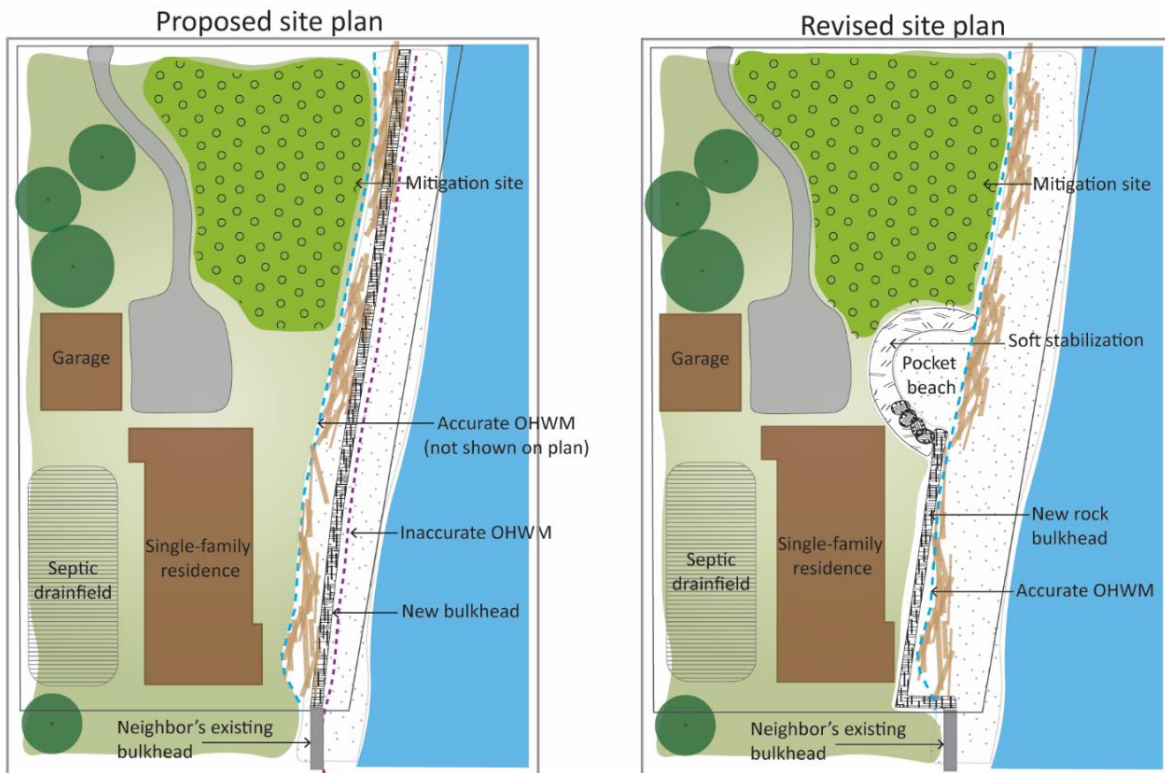 Proposed site plan
Mitigation site
Garage
Accurate OHWM
(not shown on plan)
Inaccurate OHWM
Single-family
residence
Septic
drainfield
New bulkhead
Neighbor's existing
bulkhead
Revised site plan
Mitigation site
Soft stabilization
Garage
Pocket
beach
New rock
bulkhead
Single-family
residence
Septic
drainfield
Accurate OHWM
Neighbor's existing
bulkhead